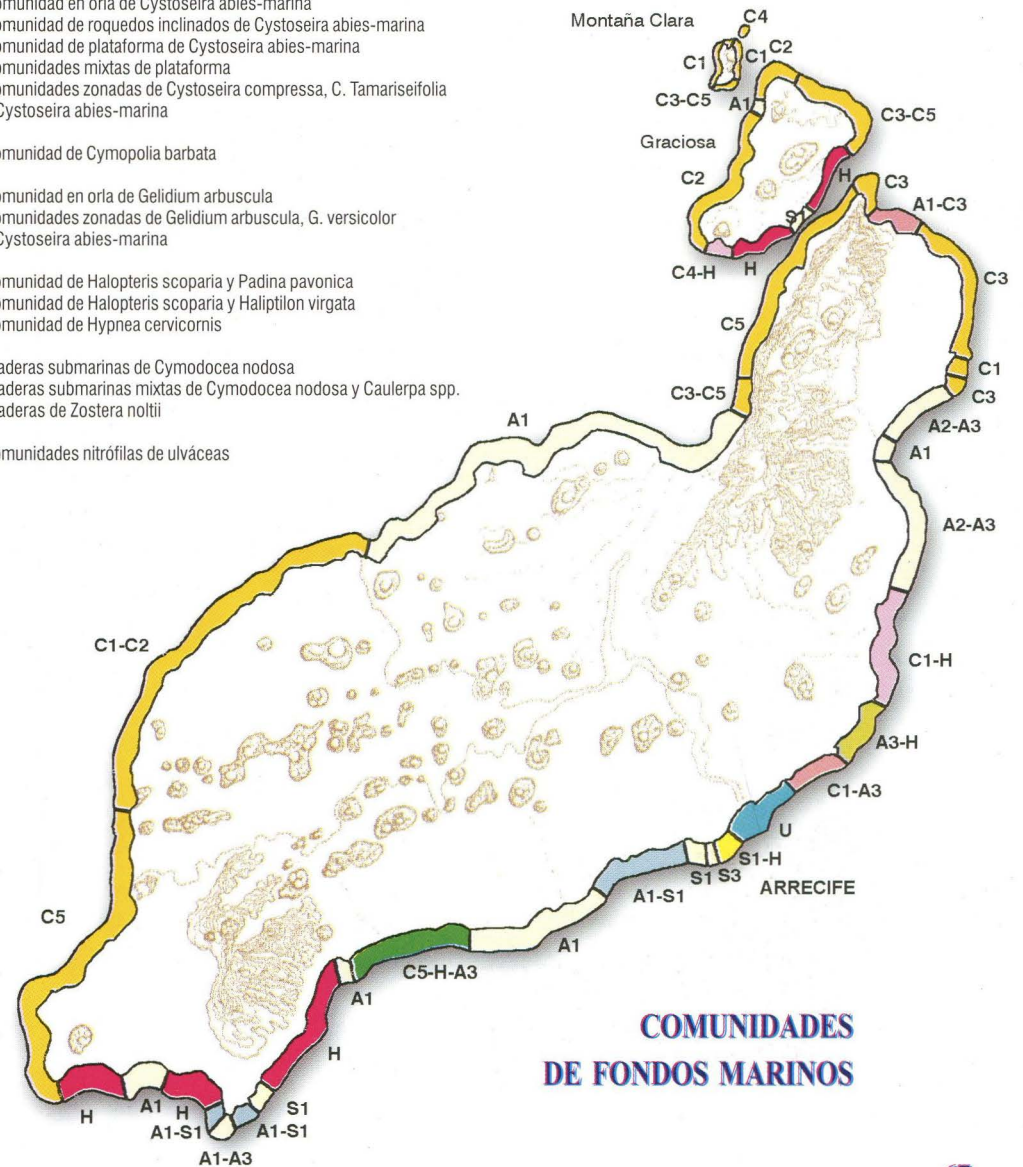 omunidad en orla de Cystoseira abies-marina
omunidad de roquedos inclinados de Cystoseira abies-marina
omunidad de plataforma de Cystoseira abies-marina
omunidades mixtas de plataforma
omunidades zonadas de Cystoseira compressa, C. Tamariseifolia
Cystoseira abies-marina
omunidad de Cymopolia barbata
omunidad en orla de Gelidium arbuscula
omunidades zonadas de Gelidium arbuscula, G. versicolor
Cystoseira abies-marina
omunidad de Halopteris scoparia y Padina pavonica
omunidad de Halopteris scoparia y Haliptilon virgata
omunidad de Hypnea cervicornis
aderas submarinas de Cymodocea nodosa
aderas submarinas mixtas de Cymodocea nodosa y Caulerpa spp.
aderas de Zostera noltii
omunidades nitrófilas de ulváceas
Montaña Clara
C4
C1
C1
C2
C3-C5
A1
C3-C5
Graciosa
C2
H
S1
C4-H
H
C3
A1-C3
C3
C5
C1
C3-C5
C3
A1
A2-A3
A1
A2-A3
C1-C2
C1-H
A3-H
C1-A3
U
S1-H
S3
S1
ARRECIFE
A1-S1
C5
A1
C5-H-A3
A1
H
COMUNIDADES
DE FONDOS MARINOS
H
A1
H
S1
A1-S1
A1-S1
A1-A3